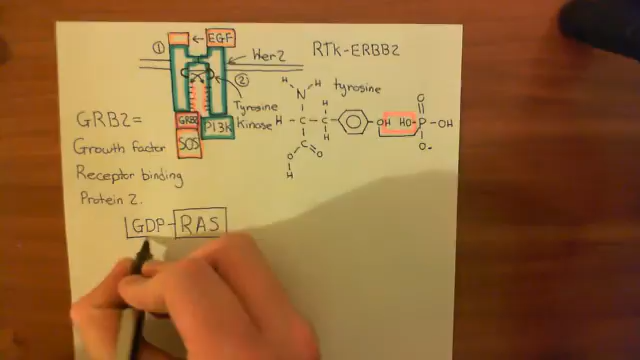 ① EGF
Her2
RTK-ERBB2
②
Tyrosine
Kinase
GRB2
PI3K
SOS
GRB2=
Growth factor
Receptor binding
Protein 2.
tyrosine
H H
N H
H C C
H
C O
O
H
OH HO P OH
O
O.
GDP-RAS